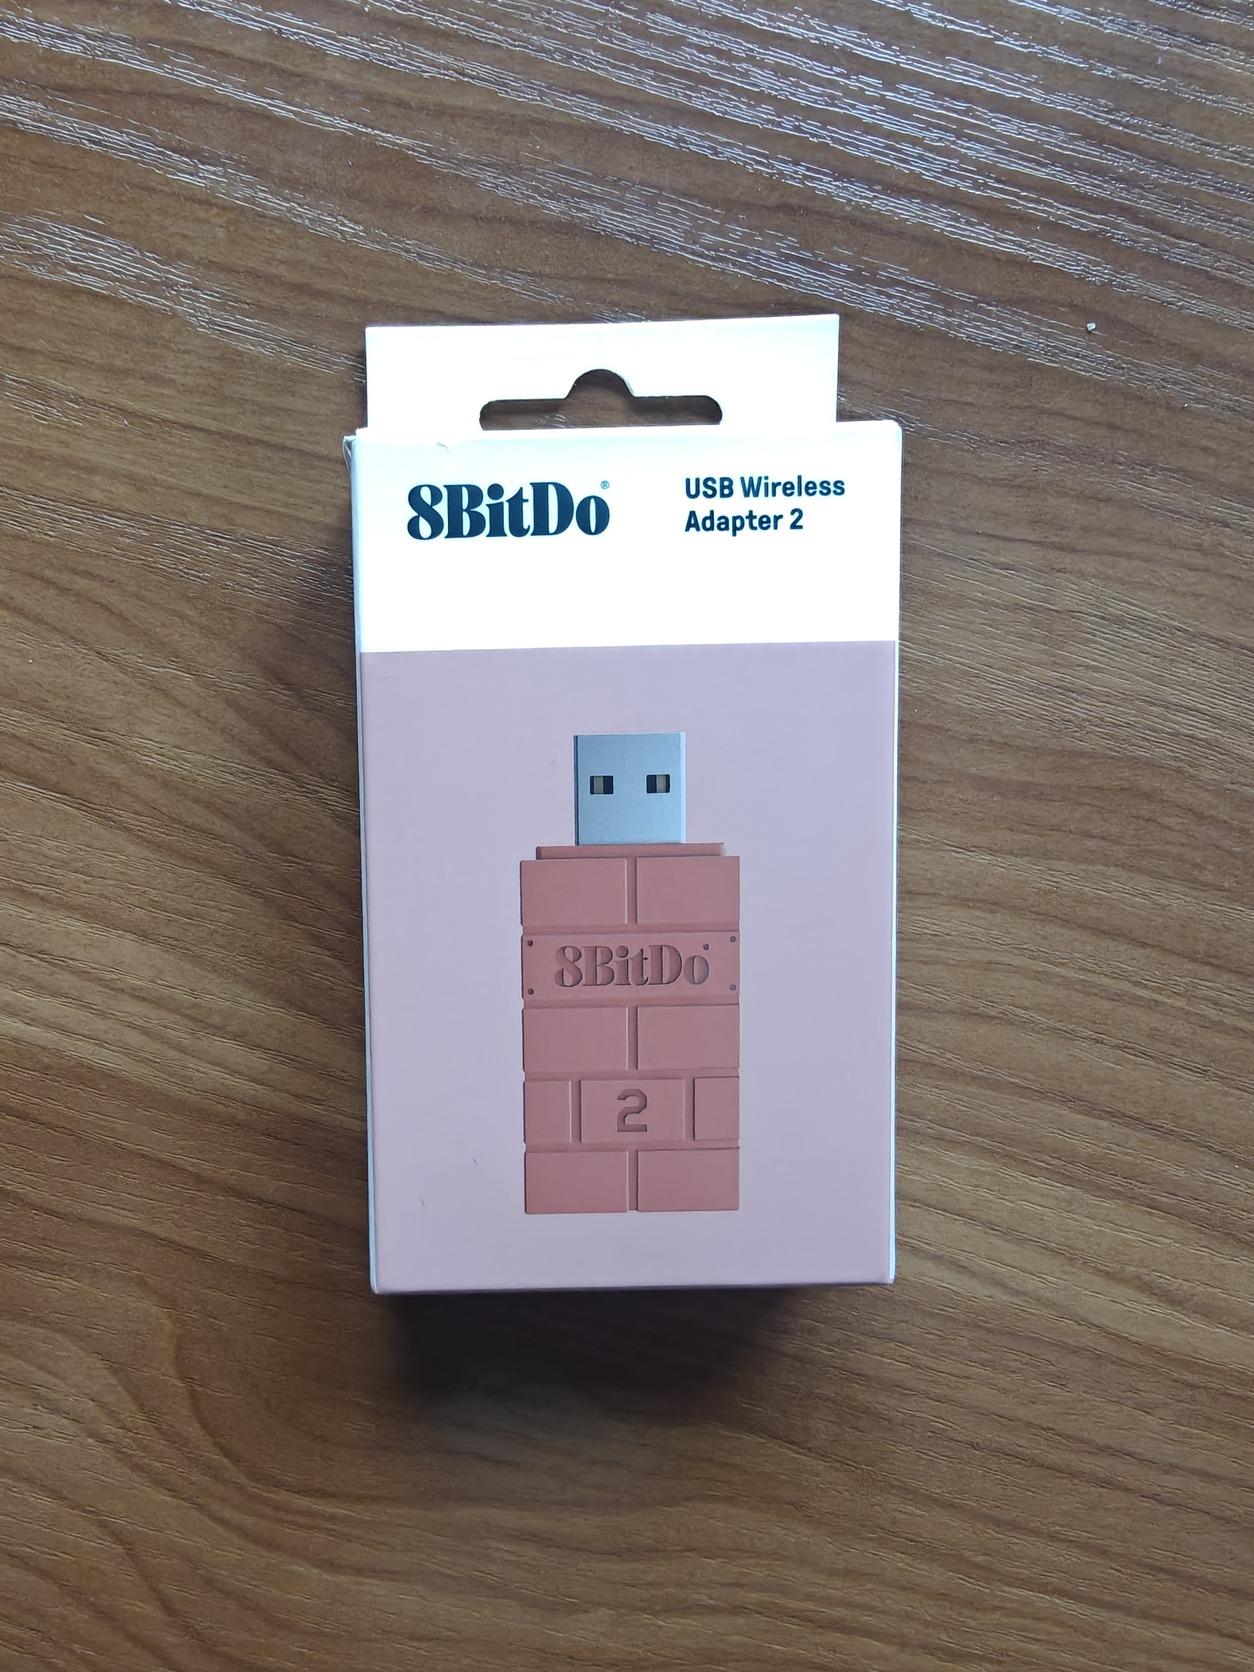 8BitDo®
USB Wireless
Adapter 2
8BitDo
2